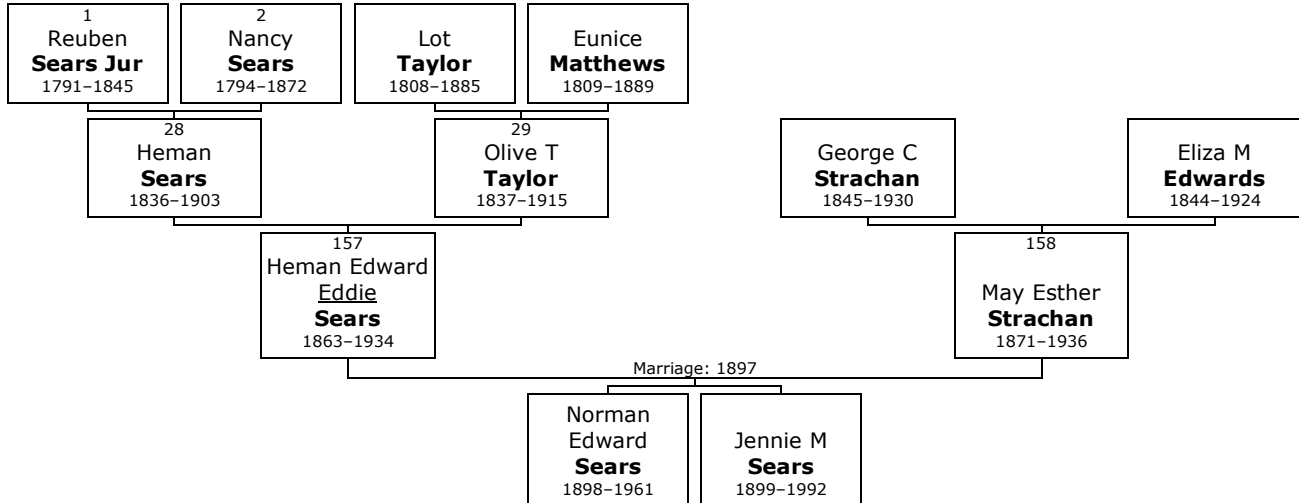 1
Reuben
Sears Jur
1791–1845
2
Nancy
Sears
1794–1872
Lot
Taylor
1808–1885
Eunice
Matthews
1809–1889
28
Heman
Sears
1836–1903
29
Olive T
Taylor
1837–1915
George C
Strachan
1845–1930
Eliza M
Edwards
1844–1924
157
Heman Edward
Eddie
Sears
1863–1934
158
May Esther
Strachan
1871–1936
Marriage: 1897
Norman
Edward
Sears
1898–1961
Jennie M
Sears
1899–1992